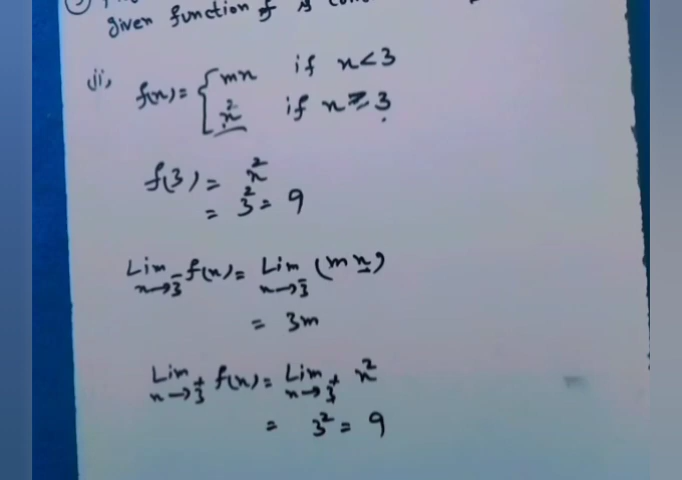 given function f is
(ii) f(x) = { mx if x < 3
x² if x ≥ 3
f(3) = x²
= 3² = 9
Lim x→3⁻ f(x) = Lim x→3⁻ (mx)
= 3m
Lim x→3⁺ f(x) = Lim x→3⁺ x²
= 3² = 9